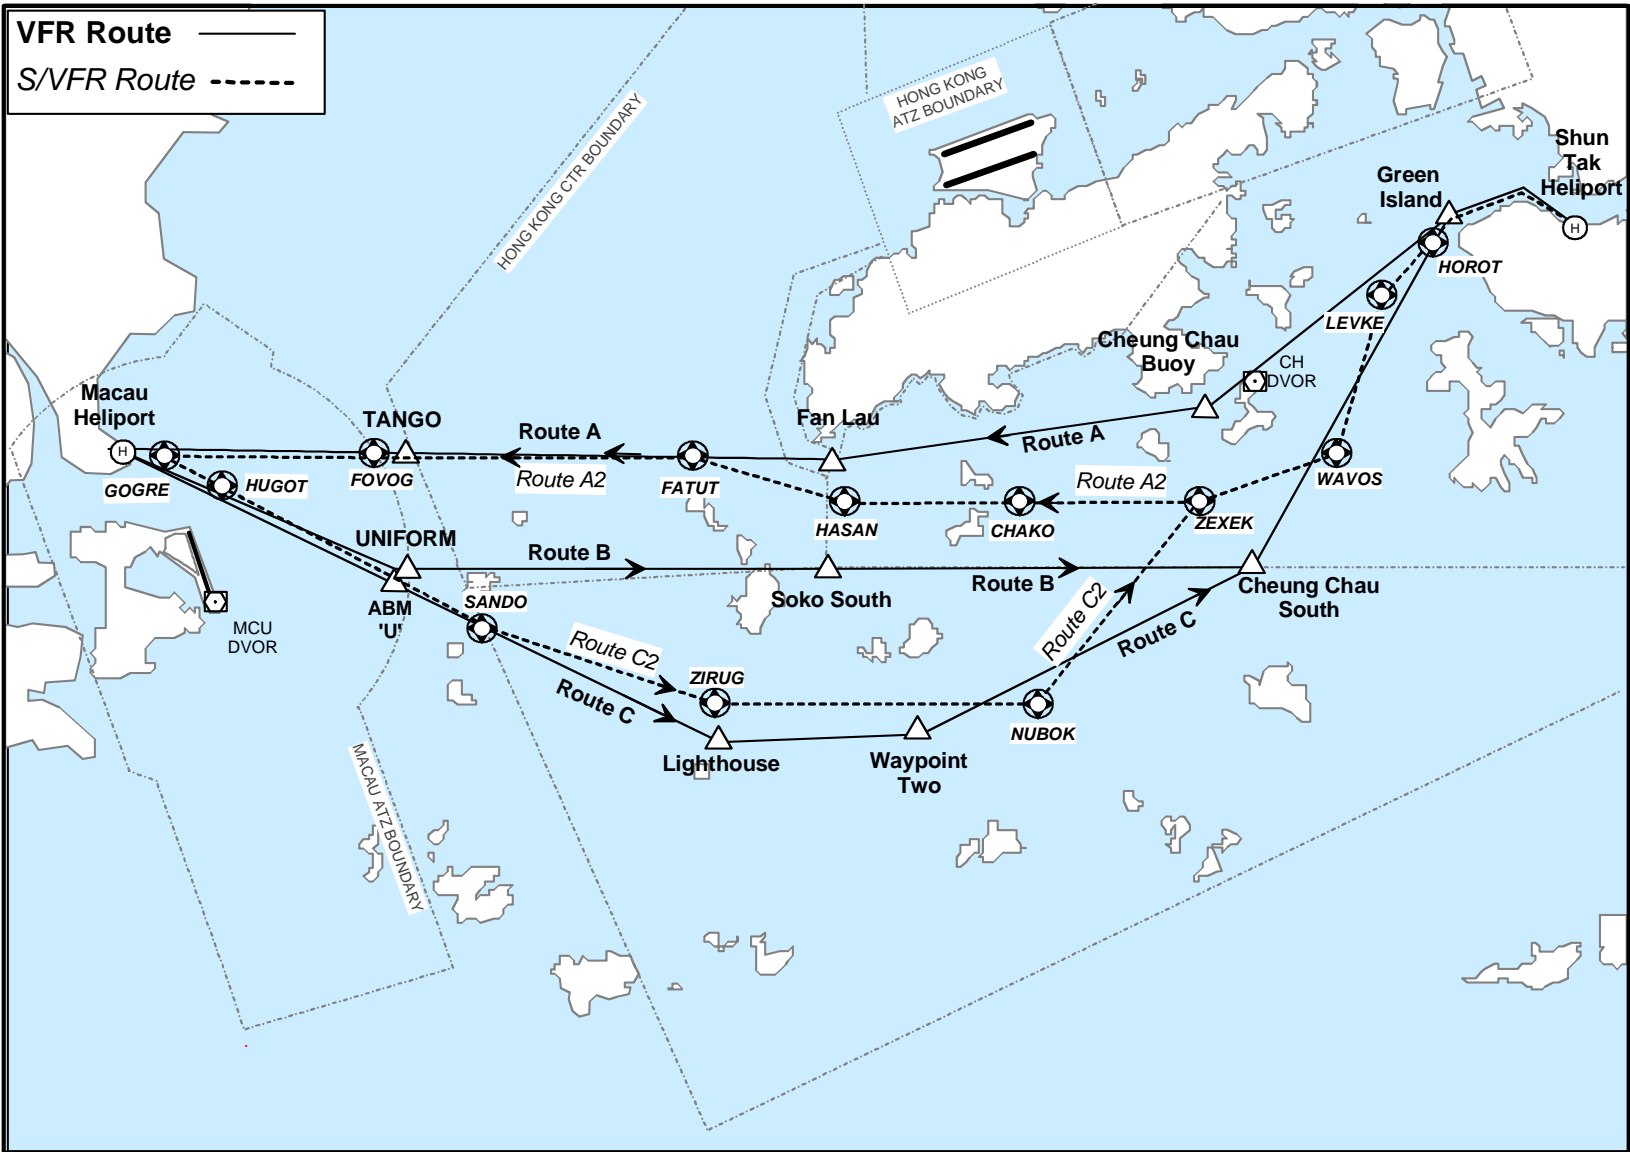 VFR Route
S/VFR Route
HONG KONG CTR BOUNDARY
HONG KONG
ATZ BOUNDARY
Shun
Tak
Heliport
H
Green
Island
HOROT
LEVKE
Cheung Chau
Buoy
CH
DVOR
Macau
Heliport
H
TANGO
Route A
Fan Lau
Route A
GOGRE
HUGOT
FOVOG
Route A2
FATUT
Route A2
WAVOS
HASAN
CHAKO
ZEXEK
UNIFORM
Route B
Route B
ABM
'U'
SANDO
Soko South
Cheung Chau
South
MCU
DVOR
Route C2
Route C2
Route C
ZIRUG
Route C
NUBOK
Lighthouse
Waypoint
Two
MACAU ATZ BOUNDARY